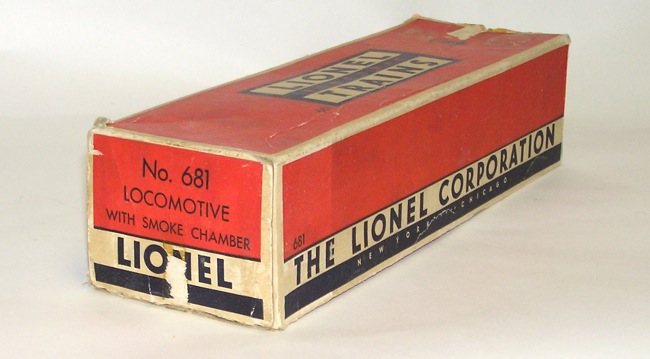 LIONEL
TRAINS
No. 681
LOCOMOTIVE
WITH SMOKE CHAMBER
LIONEL
681
THE LIONEL CORPORATION
NEW YORK CHICAGO